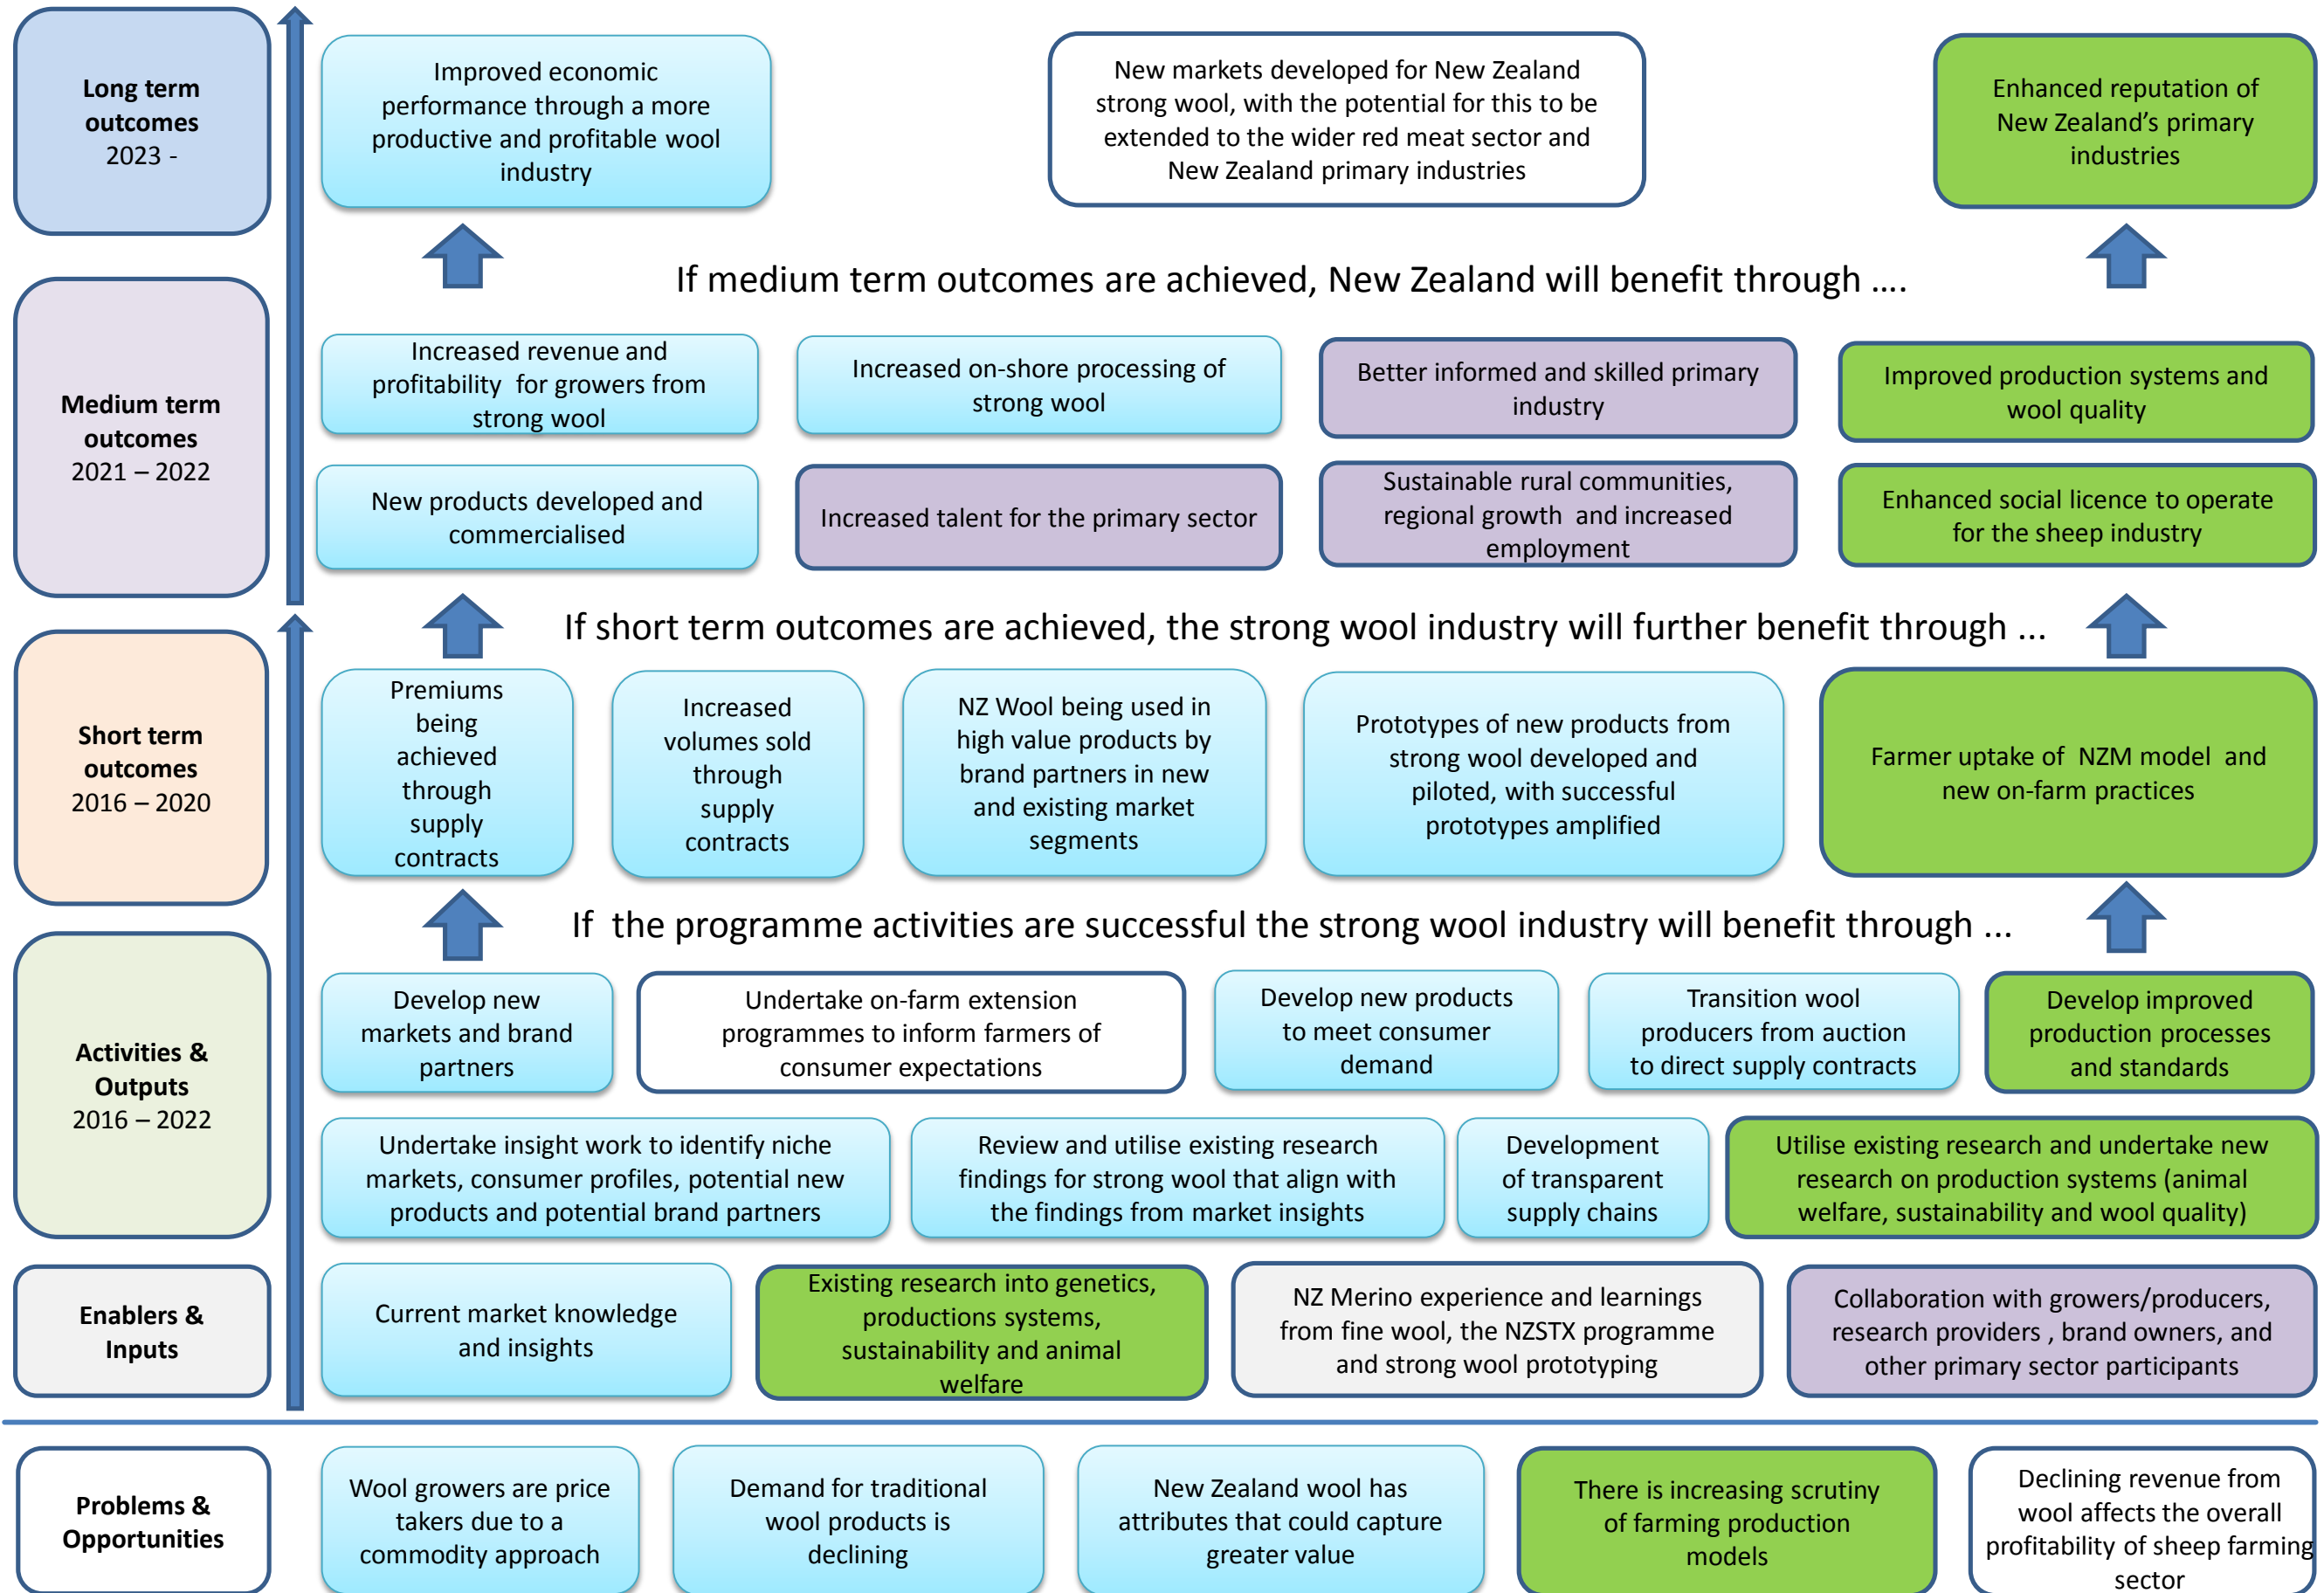 Long term
outcomes
2023 -
Improved economic
performance through a more
productive and profitable wool
industry
New markets developed for New Zealand
strong wool, with the potential for this to be
extended to the wider red meat sector and
New Zealand primary industries
Enhanced reputation of
New Zealand’s primary
industries
If medium term outcomes are achieved, New Zealand will benefit through ....
Medium term
outcomes
2021 – 2022
Increased revenue and
profitability for growers from
strong wool
Increased on-shore processing of
strong wool
Better informed and skilled primary
industry
Improved production systems and
wool quality
New products developed and
commercialised
Increased talent for the primary sector
Sustainable rural communities,
regional growth and increased
employment
Enhanced social licence to operate
for the sheep industry
If short term outcomes are achieved, the strong wool industry will further benefit through ...
Short term
outcomes
2016 – 2020
Premiums
being
achieved
through
supply
contracts
Increased
volumes sold
through
supply
contracts
NZ Wool being used in
high value products by
brand partners in new
and existing market
segments
Prototypes of new products from
strong wool developed and
piloted, with successful
prototypes amplified
Farmer uptake of NZM model and
new on-farm practices
If the programme activities are successful the strong wool industry will benefit through ...
Activities &
Outputs
2016 – 2022
Develop new
markets and brand
partners
Undertake on-farm extension
programmes to inform farmers of
consumer expectations
Develop new products
to meet consumer
demand
Transition wool
producers from auction
to direct supply contracts
Develop improved
production processes
and standards
Undertake insight work to identify niche
markets, consumer profiles, potential new
products and potential brand partners
Review and utilise existing research
findings for strong wool that align with
the findings from market insights
Development
of transparent
supply chains
Utilise existing research and undertake new
research on production systems (animal
welfare, sustainability and wool quality)
Enablers &
Inputs
Current market knowledge
and insights
Existing research into genetics,
productions systems,
sustainability and animal
welfare
NZ Merino experience and learnings
from fine wool, the NZSTX programme
and strong wool prototyping
Collaboration with growers/producers,
research providers , brand owners, and
other primary sector participants
Problems &
Opportunities
Wool growers are price
takers due to a
commodity approach
Demand for traditional
wool products is
declining
New Zealand wool has
attributes that could capture
greater value
There is increasing scrutiny
of farming production
models
Declining revenue from
wool affects the overall
profitability of sheep farming
sector